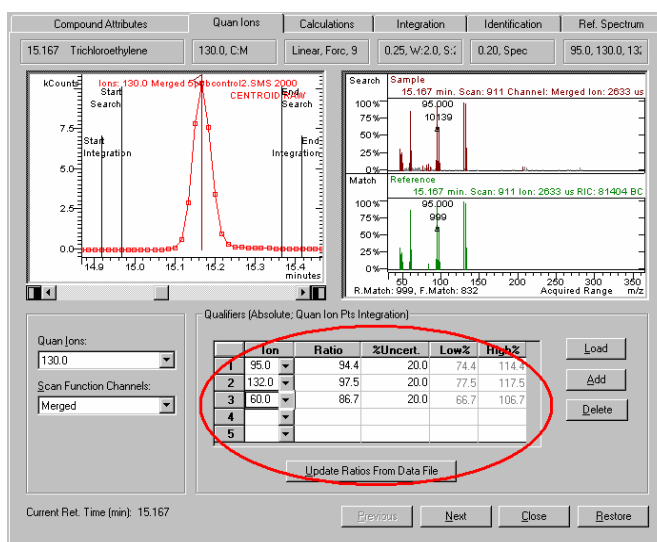 Compound Attributes Quan Ions Calculations Integration Identification Ref. Spectrum
15.167 Trichloroethylene 130.0, C:M Linear, Forc, 9 0.25, W:2.0, S:2 0.20, Spec 95.0, 130.0, 132
kCounts Ions: 130.0 Merged 5ppbcontrol2.SMS 2000
CENTROID RAW
Start Search
End Search
Start Integration
End Integration
7.5
5.0
2.5
0.0
14.9 15.0 15.1 15.2 15.3 15.4
minutes
Search Sample
15.167 min. Scan: 911 Channel: Merged Ion: 2633 us
100% 95.000
10139
75%
50%
25%
0%
Match Reference
15.167 min. Scan: 911 Ion: 2633 us RIC: 81404 BC
100% 95.000
999
75%
50%
25%
0%
50 100 150 200 250 300 350
R.Match: 999, F.Match: 832 Acquired Range m/z
Quan Ions:
130.0
Scan Function Channels:
Merged
Qualifiers (Absolute; Quan Ion Pts Integration)
Ion Ratio %Uncert. Low% High%
1 95.0 94.4 20.0 74.4 114.4
2 132.0 97.5 20.0 77.5 117.5
3 60.0 86.7 20.0 66.7 106.7
4
5
Load
Add
Delete
Update Ratios From Data File
Current Ret. Time (min): 15.167
Previous Next Close Restore